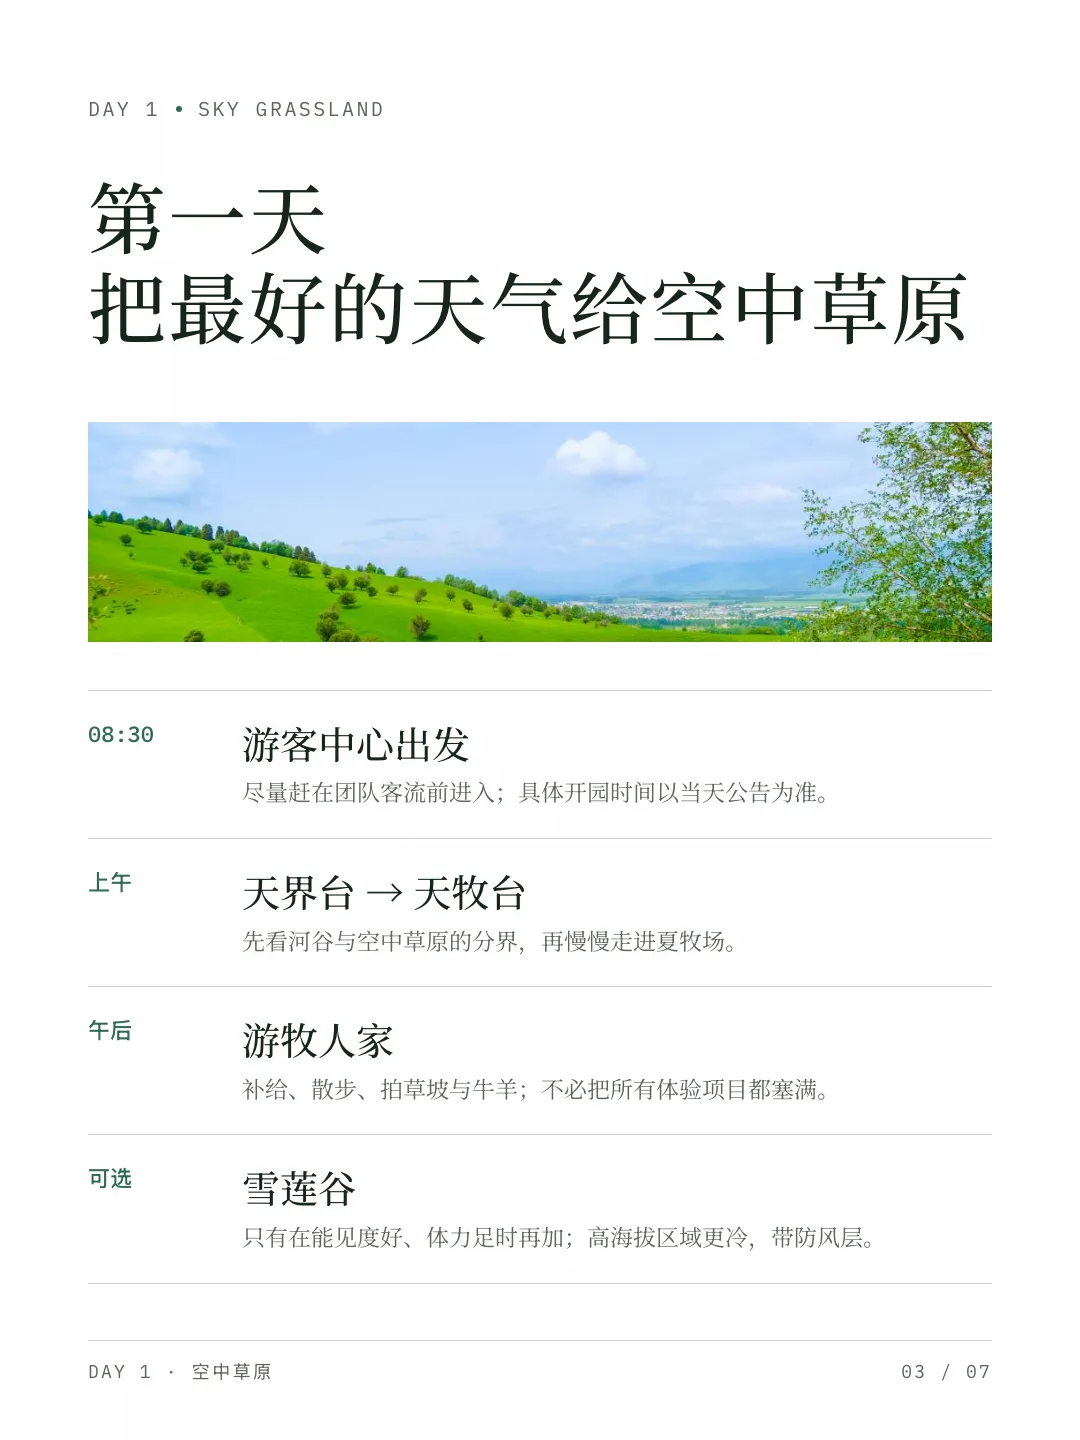 DAY 1 • SKY GRASSLAND
第一天
把最好的天气给空中草原
08:30
游客中心出发
尽量赶在团队客流前进入；具体开园时间以当天公告为准。
上午
天界台 → 天牧台
先看河谷与空中草原的分界，再慢慢走进夏牧场。
午后
游牧人家
补给、散步、拍草坡与牛羊；不必把所有体验项目都塞满。
可选
雪莲谷
只有在能见度好、体力足时再加；高海拔区域更冷，带防风层。
DAY 1 · 空中草原
03 / 07